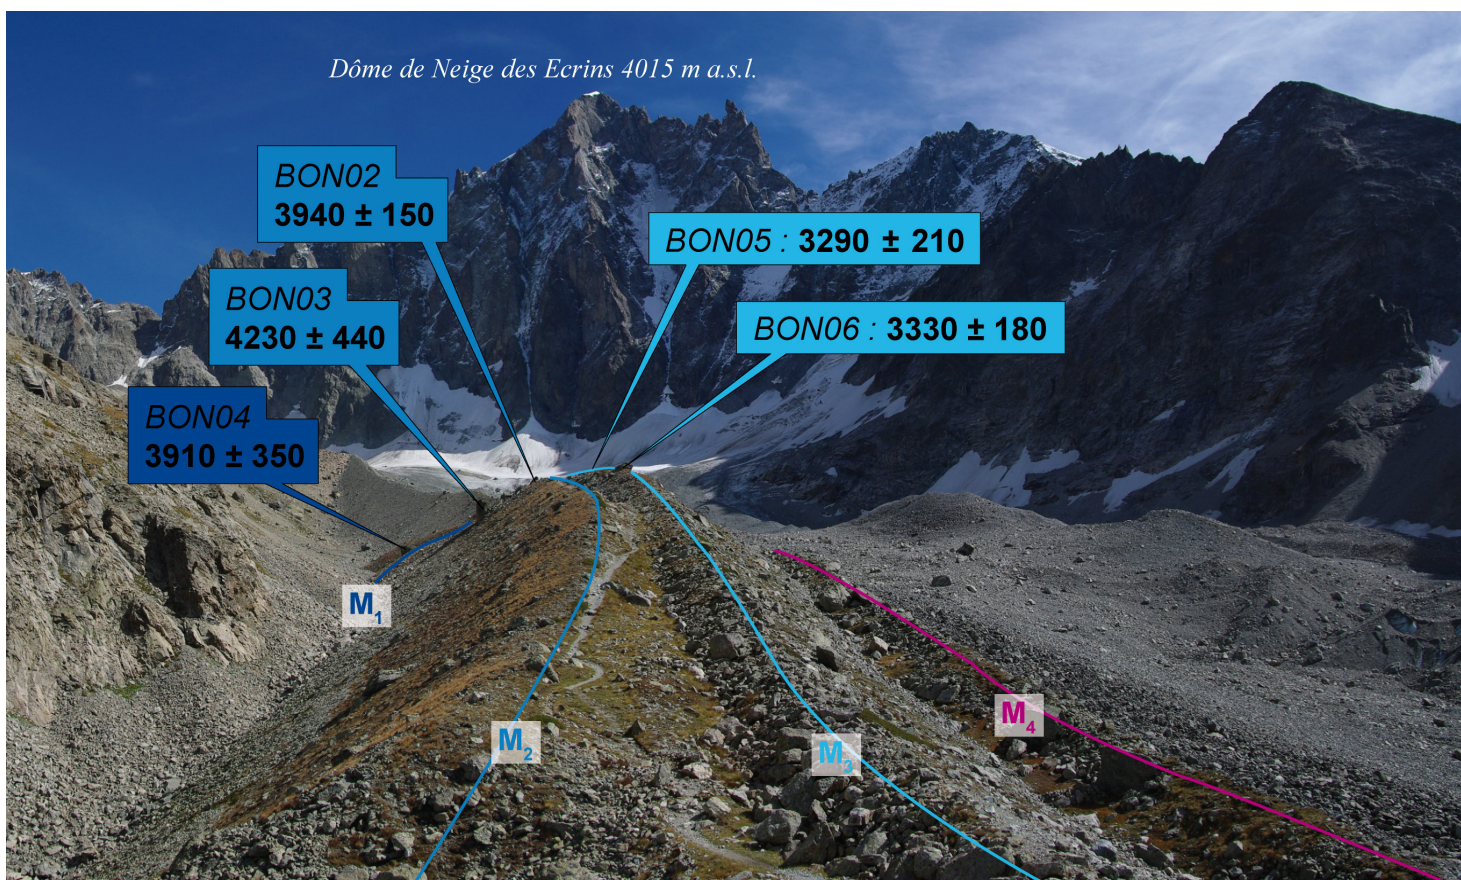 Dôme de Neige des Ecrins 4015 m a.s.l.
BON02
3940 ± 150
BON05 : 3290 ± 210
BON03
4230 ± 440
BON06 : 3330 ± 180
BON04
3910 ± 350
M1
M4
M2
M3